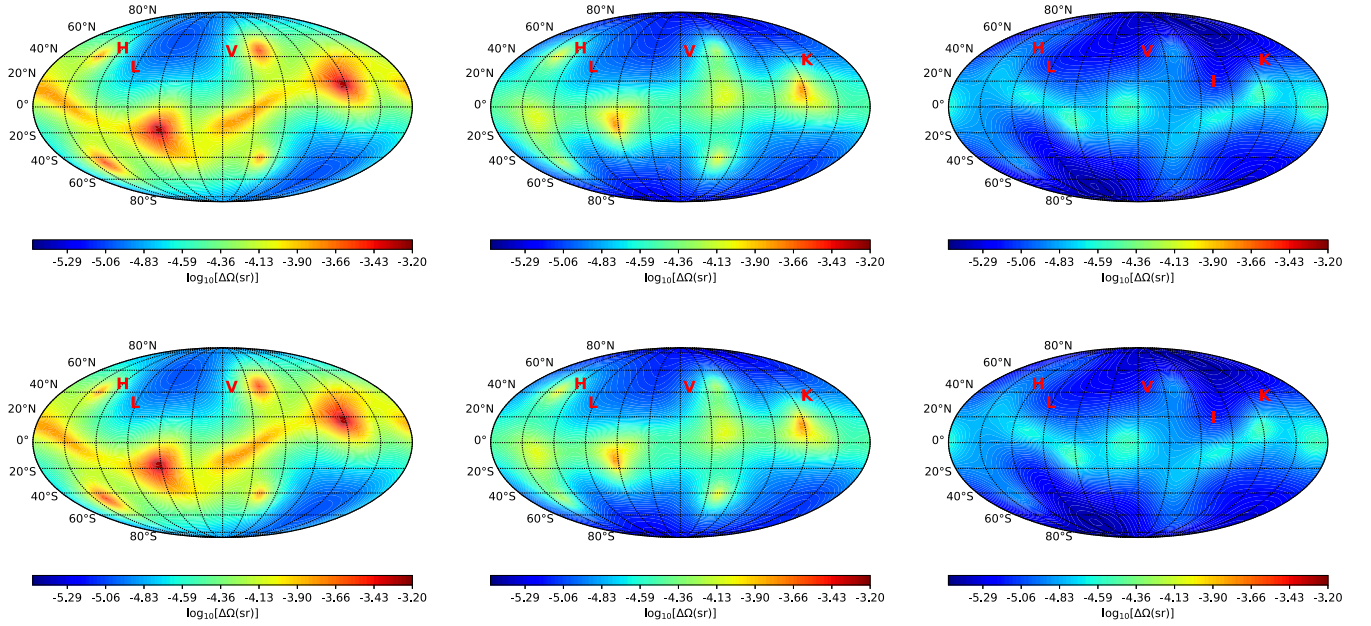 80°N 80°N 80°N
60°N 60°N 60°N
40°N H V 40°N H V 40°N H V
L L K L K
20°N 20°N 20°N I
0° 0° 0°
20°S 20°S 20°S
40°S 40°S 40°S
60°S 60°S 60°S
80°S 80°S 80°S
-5.29 -5.06 -4.83 -4.59 -4.36 -4.13 -3.90 -3.66 -3.43 -3.20 -5.29 -5.06 -4.83 -4.59 -4.36 -4.13 -3.90 -3.66 -3.43 -3.20 -5.29 -5.06 -4.83 -4.59 -4.36 -4.13 -3.90 -3.66 -3.43 -3.20
log₁₀[ΔΩ(sr)] log₁₀[ΔΩ(sr)] log₁₀[ΔΩ(sr)]
80°N 80°N 80°N
60°N 60°N 60°N
40°N H V 40°N H V 40°N H V
L L K L K
20°N 20°N 20°N I
0° 0° 0°
20°S 20°S 20°S
40°S 40°S 40°S
60°S 60°S 60°S
80°S 80°S 80°S
-5.29 -5.06 -4.83 -4.59 -4.36 -4.13 -3.90 -3.66 -3.43 -3.20 -5.29 -5.06 -4.83 -4.59 -4.36 -4.13 -3.90 -3.66 -3.43 -3.20 -5.29 -5.06 -4.83 -4.59 -4.36 -4.13 -3.90 -3.66 -3.43 -3.20
log₁₀[ΔΩ(sr)] log₁₀[ΔΩ(sr)] log₁₀[ΔΩ(sr)]